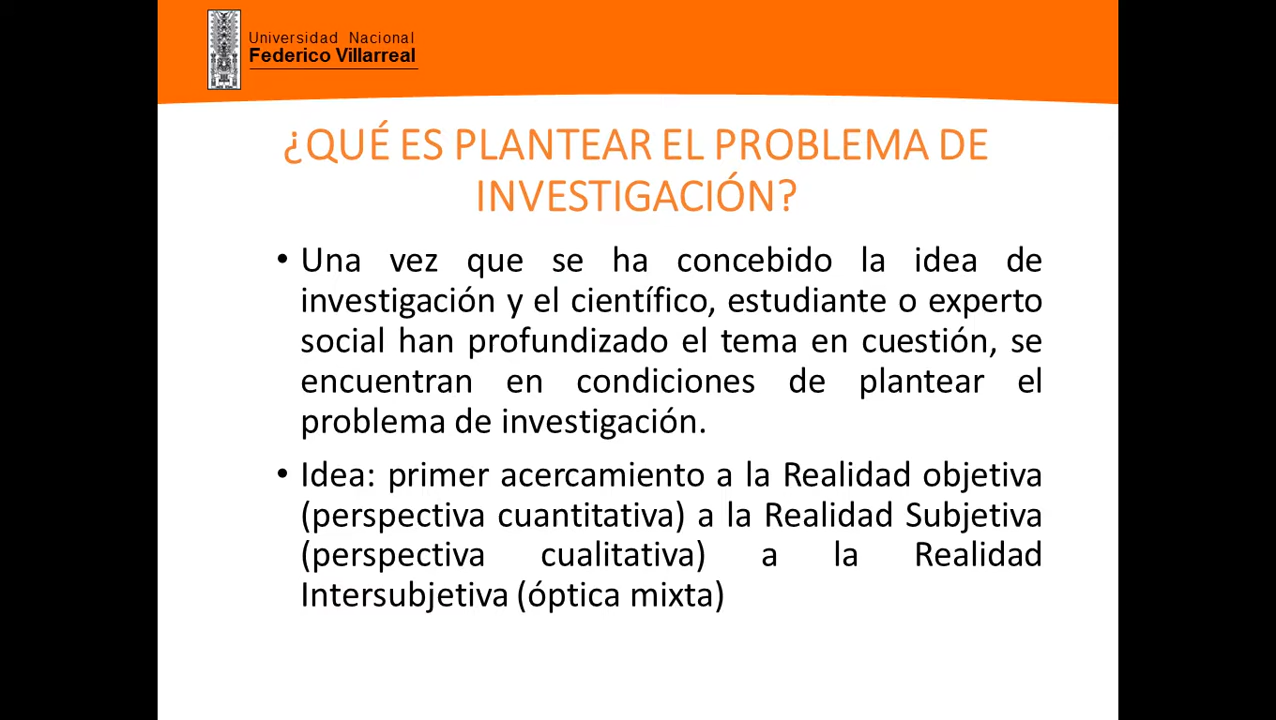 Universidad Nacional
Federico Villarreal
¿QUÉ ES PLANTEAR EL PROBLEMA DE
INVESTIGACIÓN?
• Una vez que se ha concebido la idea de
investigación y el científico, estudiante o experto
social han profundizado el tema en cuestión, se
encuentran en condiciones de plantear el
problema de investigación.
• Idea: primer acercamiento a la Realidad objetiva
(perspectiva cuantitativa) a la Realidad Subjetiva
(perspectiva cualitativa) a la Realidad
Intersubjetiva (óptica mixta)